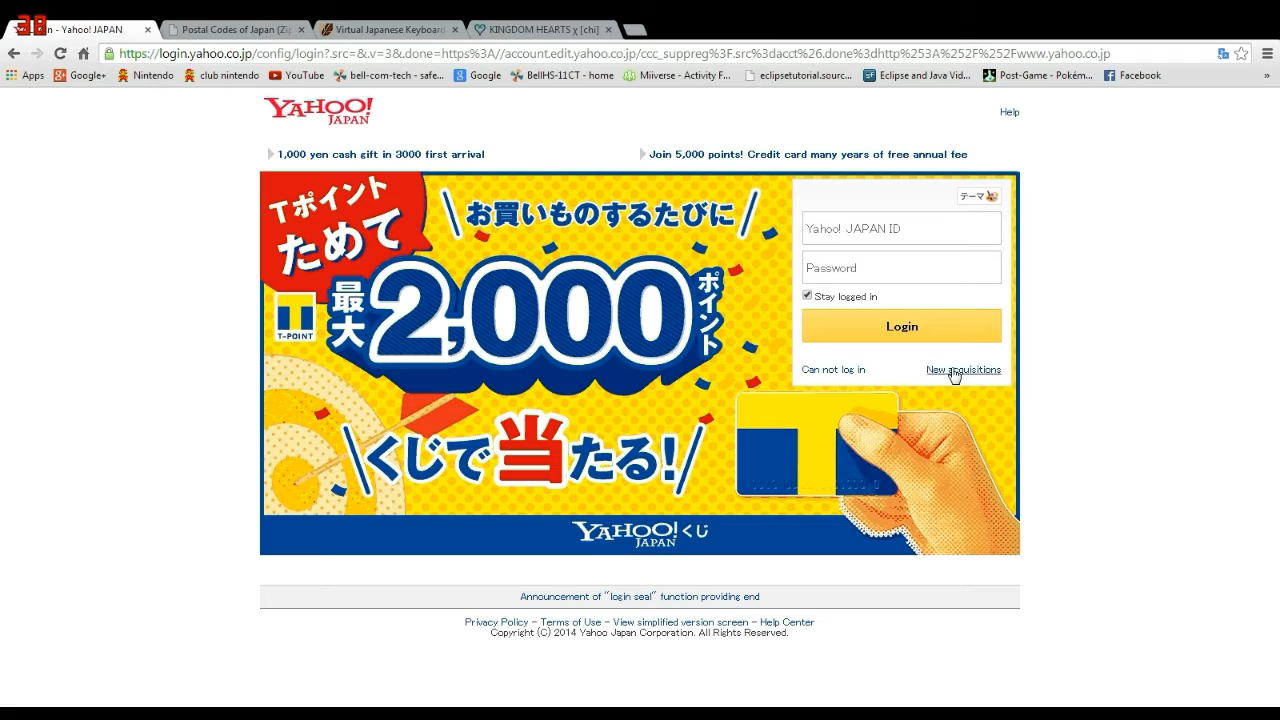 38
n - Yahoo! JAPAN
Postal Codes of Japan (Zip
Virtual Japanese Keyboard
KINGDOM HEARTS χ [chi]
https://login.yahoo.co.jp/config/login?.src=&.v=3&.done=https%3A//account.edit.yahoo.co.jp/ccc_suppreg%3F.src%3dacct%26.done%3dhttp%253A%252F%252Fwww.yahoo.co.jp
Apps
Google+
Nintendo
club nintendo
YouTube
bell-com-tech - safe...
Google
BellHS-11CT - home
Miiverse - Activity F...
eclipsetutorial.sourc...
Eclipse and Java Vid...
Post-Game - Pokém...
Facebook
»
YAHOO!
JAPAN
Help
1,000 yen cash gift in 3000 first arrival
Join 5,000 points! Credit card many years of free annual fee
Tポイント
ためて
お買いものするたびに
最大
2,000
ポイント
T-POINT
くじで当たる!
YAHOO!くじ
JAPAN
テーマ
Yahoo! JAPAN ID
Password
Stay logged in
Login
Can not log in
New acquisitions
Announcement of "login seal" function providing end
Privacy Policy - Terms of Use - View simplified version screen - Help Center
Copyright (C) 2014 Yahoo Japan Corporation. All Rights Reserved.